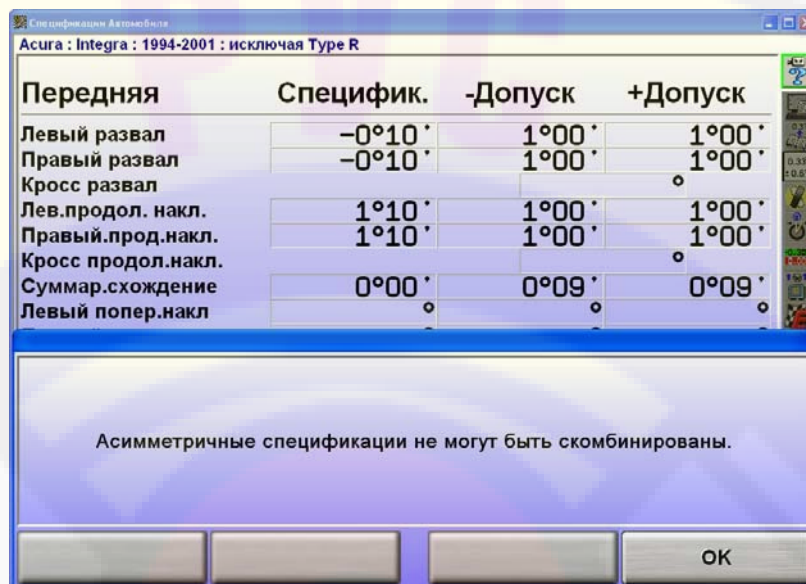 Спецификации Автомобиля
Acura : Integra : 1994-2001 : исключая Type R
Передняя Специфик. -Допуск +Допуск
Левый развал -0°10' 1°00' 1°00'
Правый развал -0°10' 1°00' 1°00'
Кросс развал °
Лев.продол. накл. 1°10' 1°00' 1°00'
Правый.прод.накл. 1°10' 1°00' 1°00'
Кросс продол.накл. °
Суммар.схождение 0°00' 0°09' 0°09'
Левый попер.накл ° ° °
Асимметричные спецификации не могут быть скомбинированы.
OK